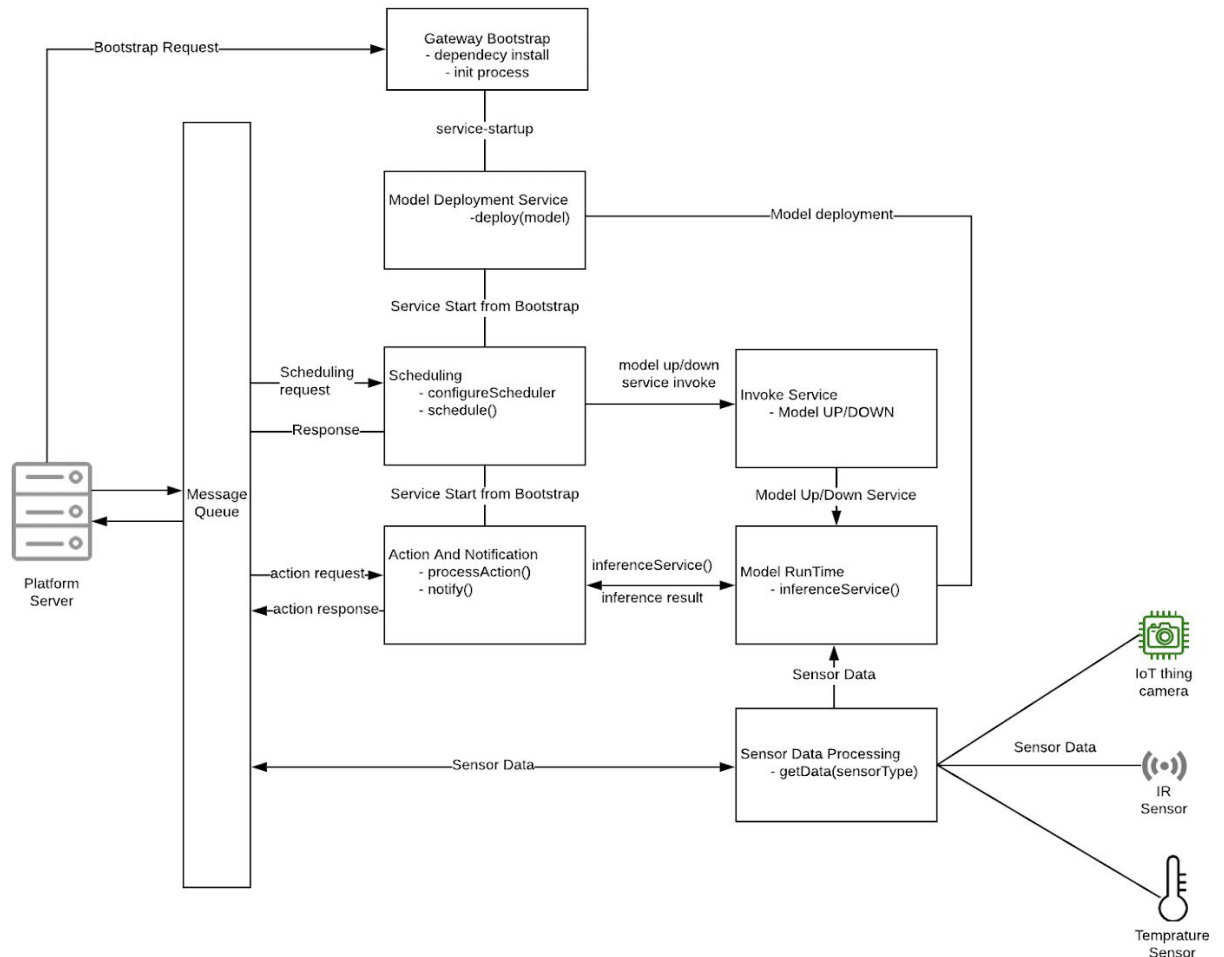 Bootstrap Request
Gateway Bootstrap
- dependecy install
- init process
service-startup
Model Deployment Service
-deploy(model)
Model deployment
Service Start from Bootstrap
Scheduling
request
Scheduling
- configureScheduler
- schedule()
model up/down
service invoke
Invoke Service
- Model UP/DOWN
Response
Platform
Server
Message
Queue
Service Start from Bootstrap
Model Up/Down Service
action request
action response
Action And Notification
- processAction()
- notify()
inferenceService()
inference result
Model RunTime
- inferenceService()
Sensor Data
Sensor Data
Sensor Data Processing
- getData(sensorType)
Sensor Data
IoT thing
camera
IR
Sensor
Temprature
Sensor